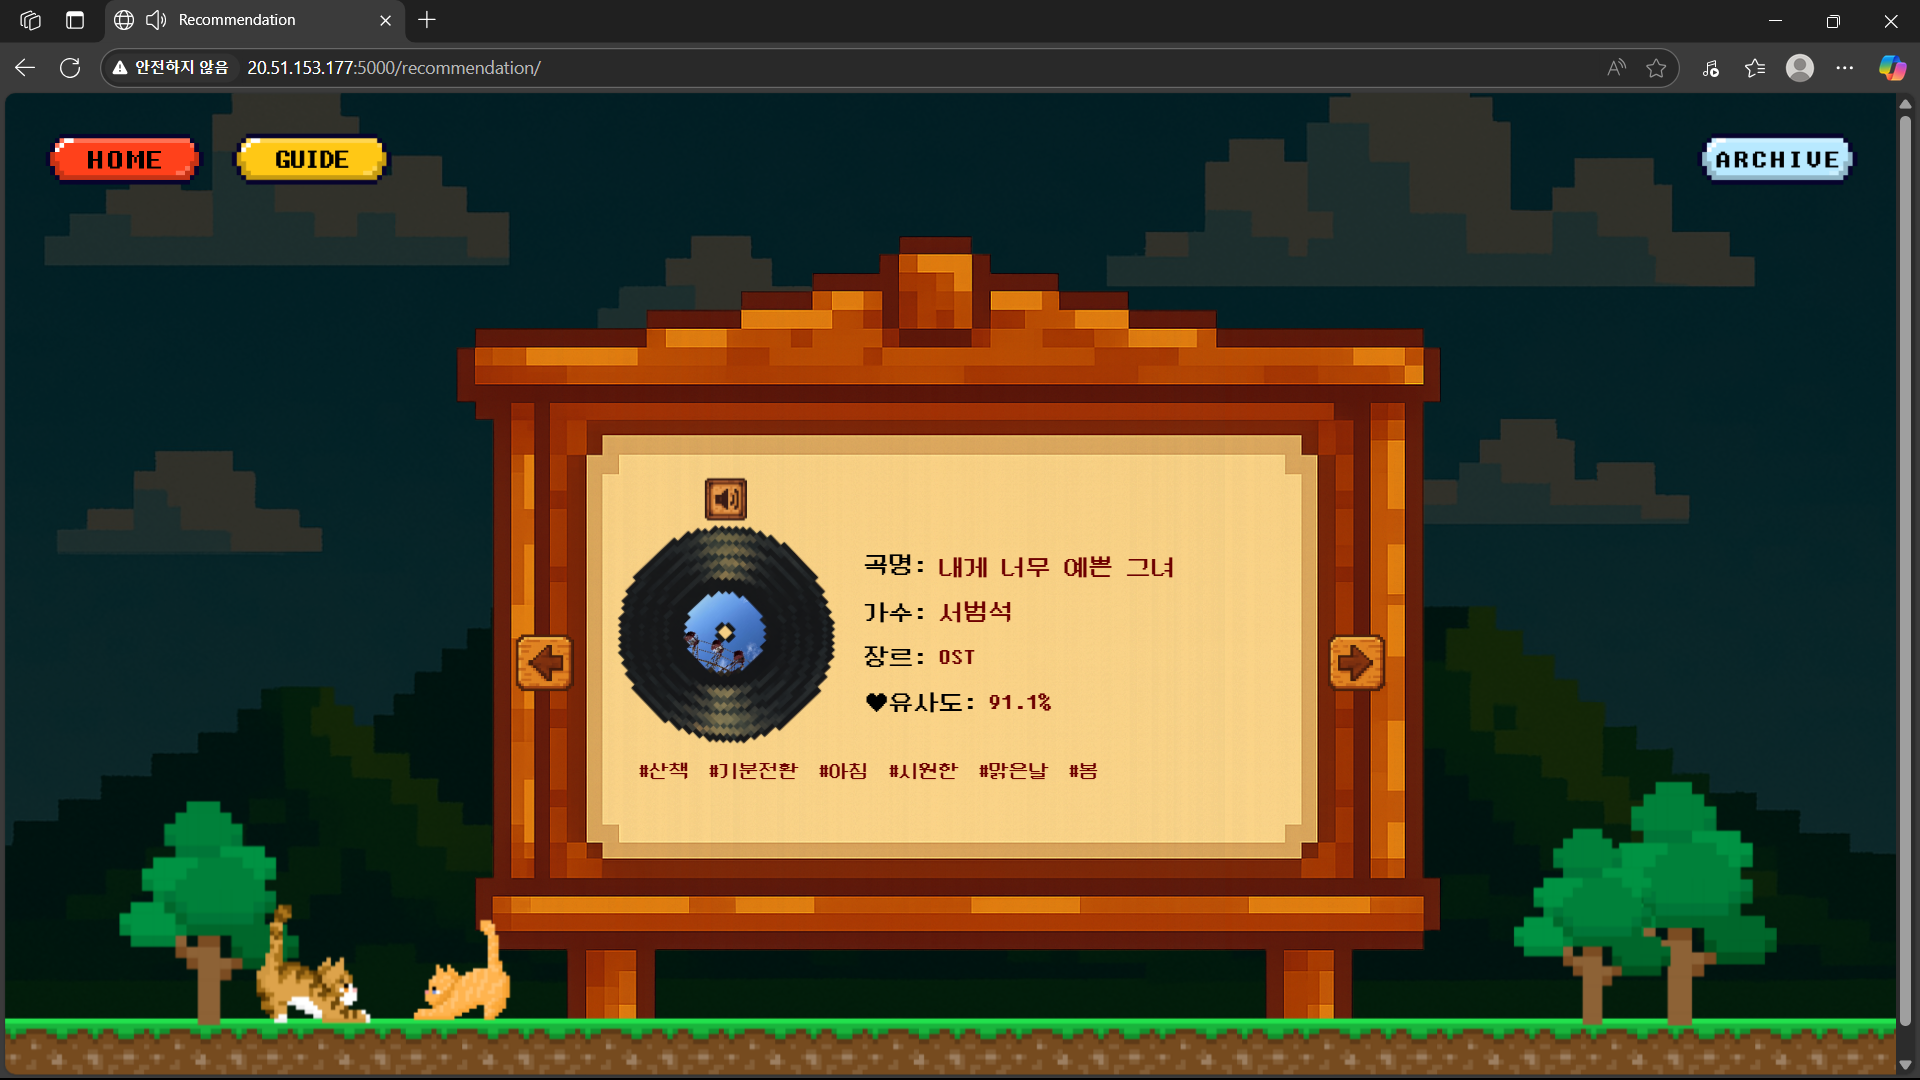 Recommendation
안전하지 않음 20.51.153.177:5000/recommendation/
HOME GUIDE ARCHIVE
곡명: 내게 너무 예쁜 그녀
가수: 서범석
장르: OST
♥유사도: 91.1%
#산책 #기분전환 #아침 #시원한 #맑은날 #봄